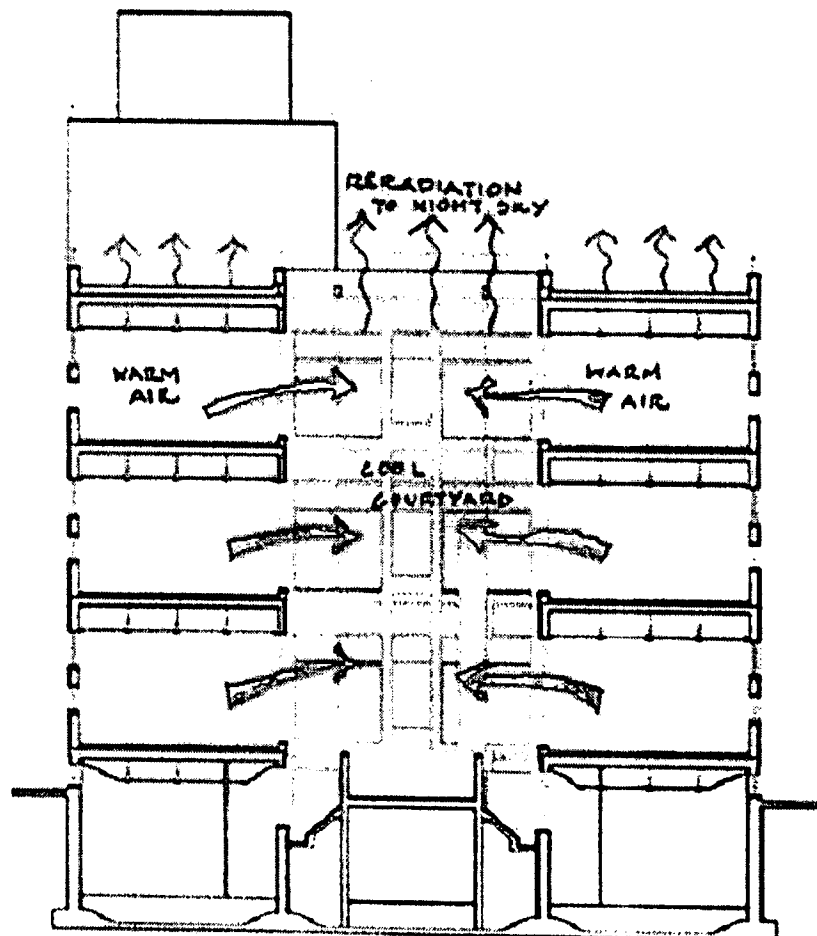 RERADIATION
TO NIGHT SKY
WARM
AIR
WARM
AIR
COOL
COURTYARD